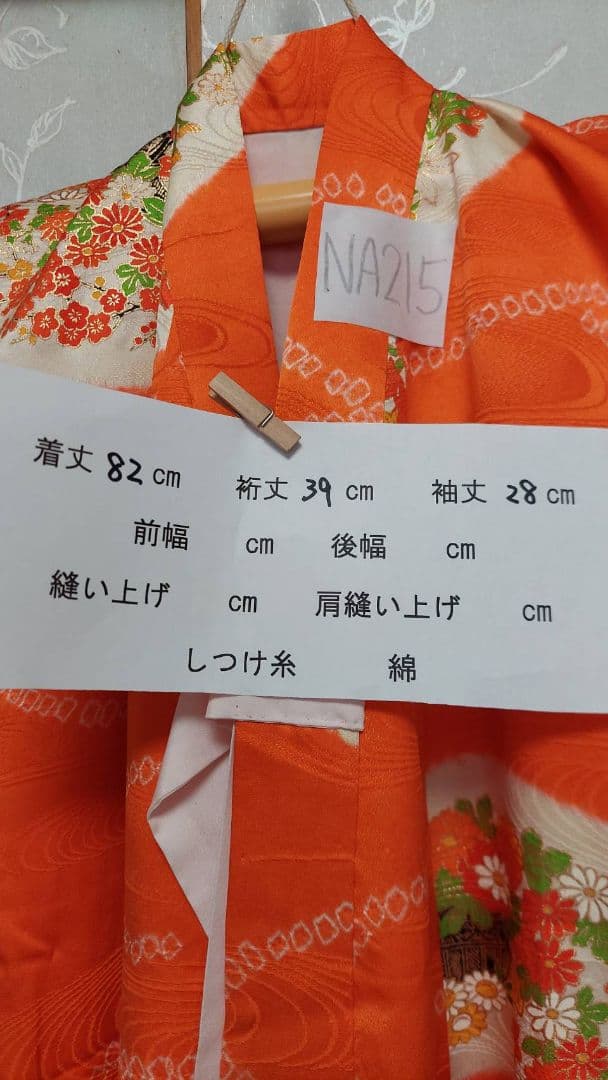 NA215
着丈 82 cm 裄丈 39 cm 袖丈 28 cm
前幅 cm 後幅 cm
縫い上げ cm 肩縫い上げ cm
しつけ糸 綿